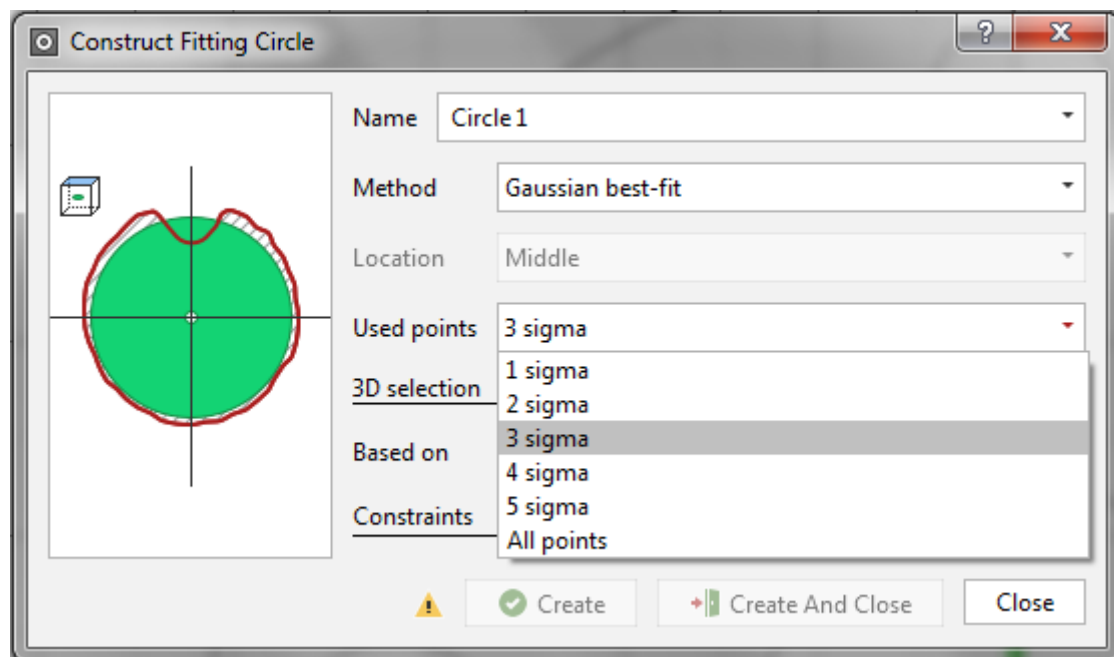 Construct Fitting Circle
?
Name Circle 1
Method Gaussian best-fit
Location Middle
Used points 3 sigma
1 sigma
3D selection
2 sigma
3 sigma
Based on
4 sigma
5 sigma
Constraints
All points
Create Create And Close Close